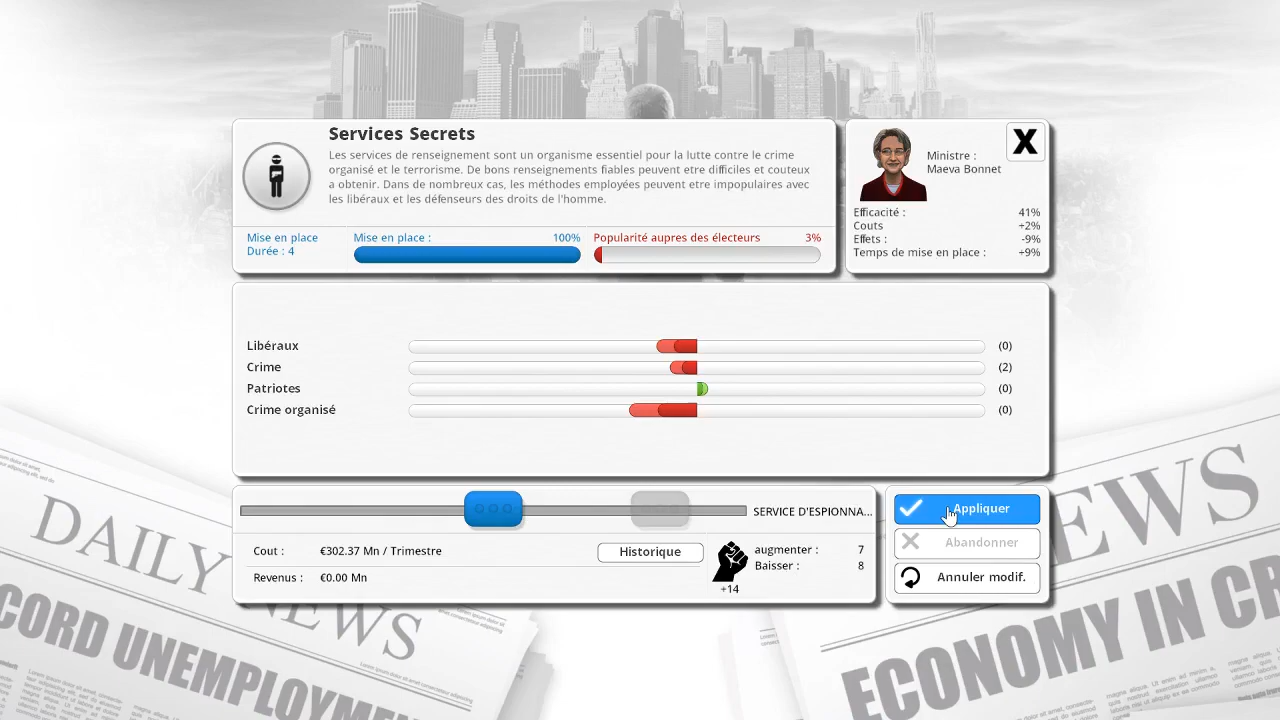 Services Secrets
Les services de renseignement sont un organisme essentiel pour la lutte contre le crime
organisé et le terrorisme. De bons renseignements fiables peuvent etre difficiles et couteux
a obtenir. Dans de nombreux cas, les méthodes employées peuvent etre impopulaires avec
les libéraux et les défenseurs des droits de l'homme.
Mise en place
Durée : 4
Mise en place : 100%
Popularité aupres des électeurs 3%
X
Ministre :
Maeva Bonnet
Efficacité : 41%
Couts +2%
Effets : -9%
Temps de mise en place : +9%
Libéraux (0)
Crime (2)
Patriotes (0)
Crime organisé (0)
SERVICE D'ESPIONNA...
Cout : €302.37 Mn / Trimestre
Revenus : €0.00 Mn
Historique
+14
augmenter : 7
Baisser : 8
Appliquer
Abandonner
Annuler modif.
DAILY NEWS
CORD UNEMPLOYME
EWS
ECONOMY IN CR